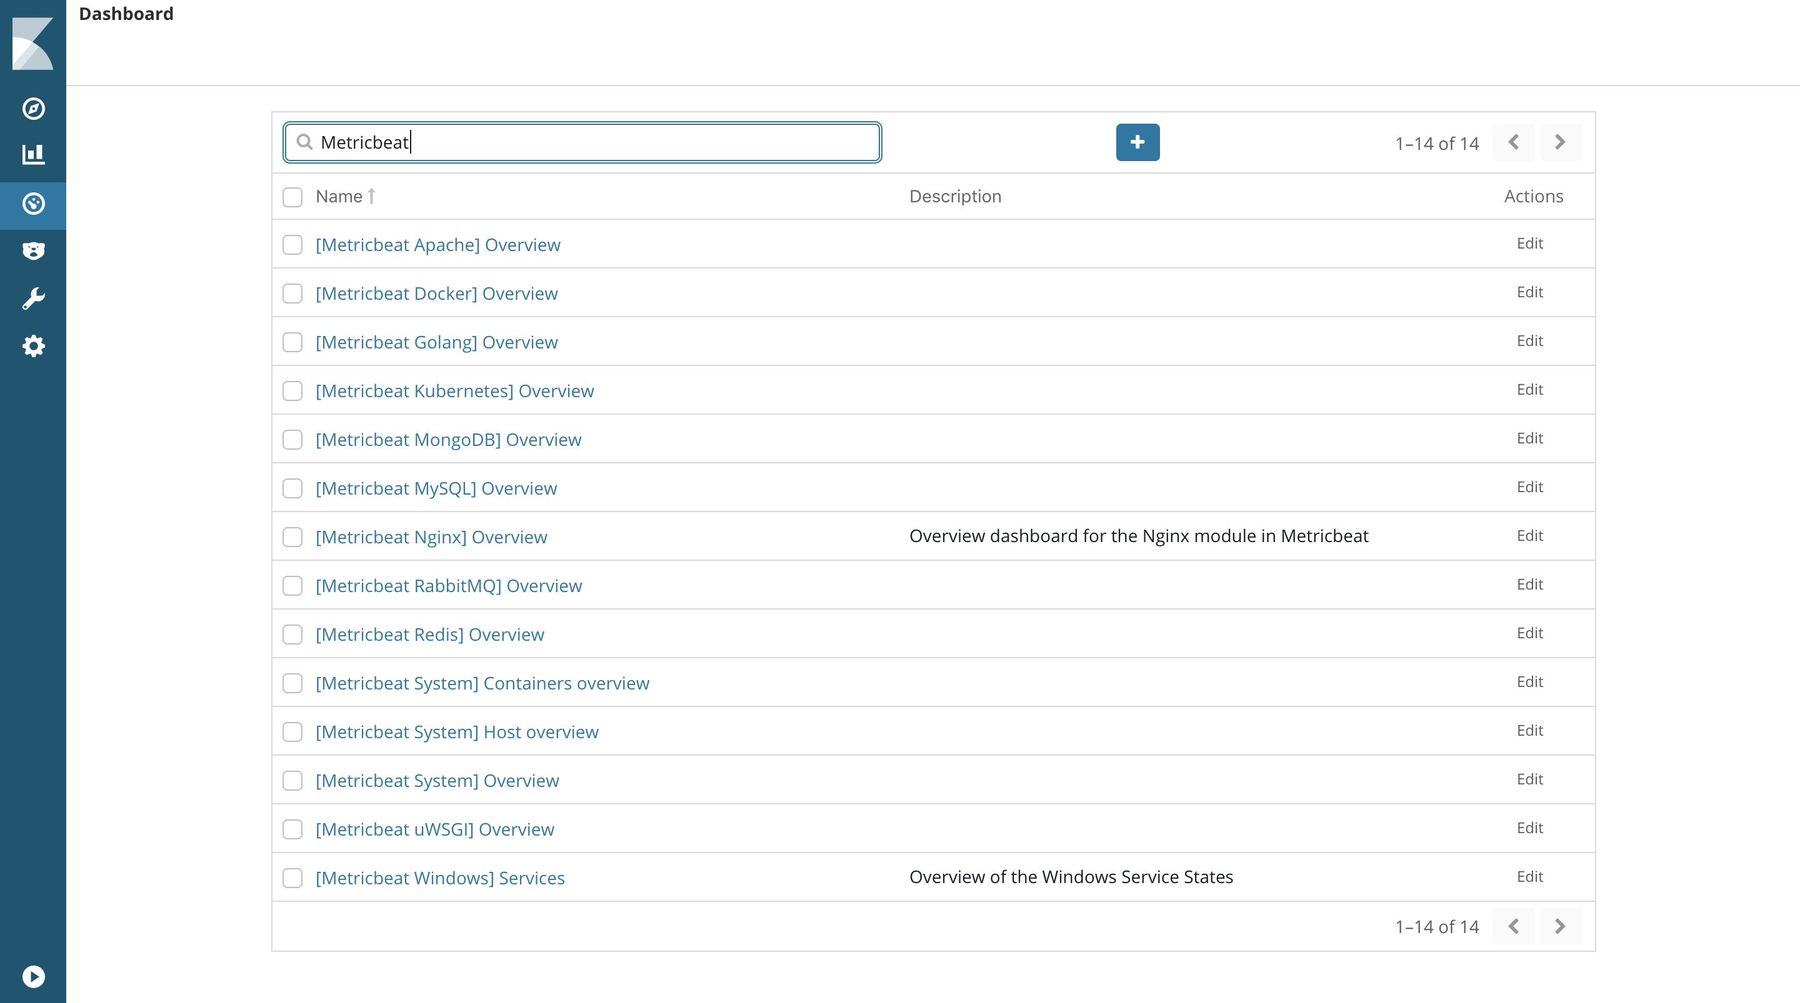 Dashboard
Metricbeat
1–14 of 14
Name Description Actions
[Metricbeat Apache] Overview Edit
[Metricbeat Docker] Overview Edit
[Metricbeat Golang] Overview Edit
[Metricbeat Kubernetes] Overview Edit
[Metricbeat MongoDB] Overview Edit
[Metricbeat MySQL] Overview Edit
[Metricbeat Nginx] Overview Overview dashboard for the Nginx module in Metricbeat Edit
[Metricbeat RabbitMQ] Overview Edit
[Metricbeat Redis] Overview Edit
[Metricbeat System] Containers overview Edit
[Metricbeat System] Host overview Edit
[Metricbeat System] Overview Edit
[Metricbeat uWSGI] Overview Edit
[Metricbeat Windows] Services Overview of the Windows Service States Edit
1–14 of 14